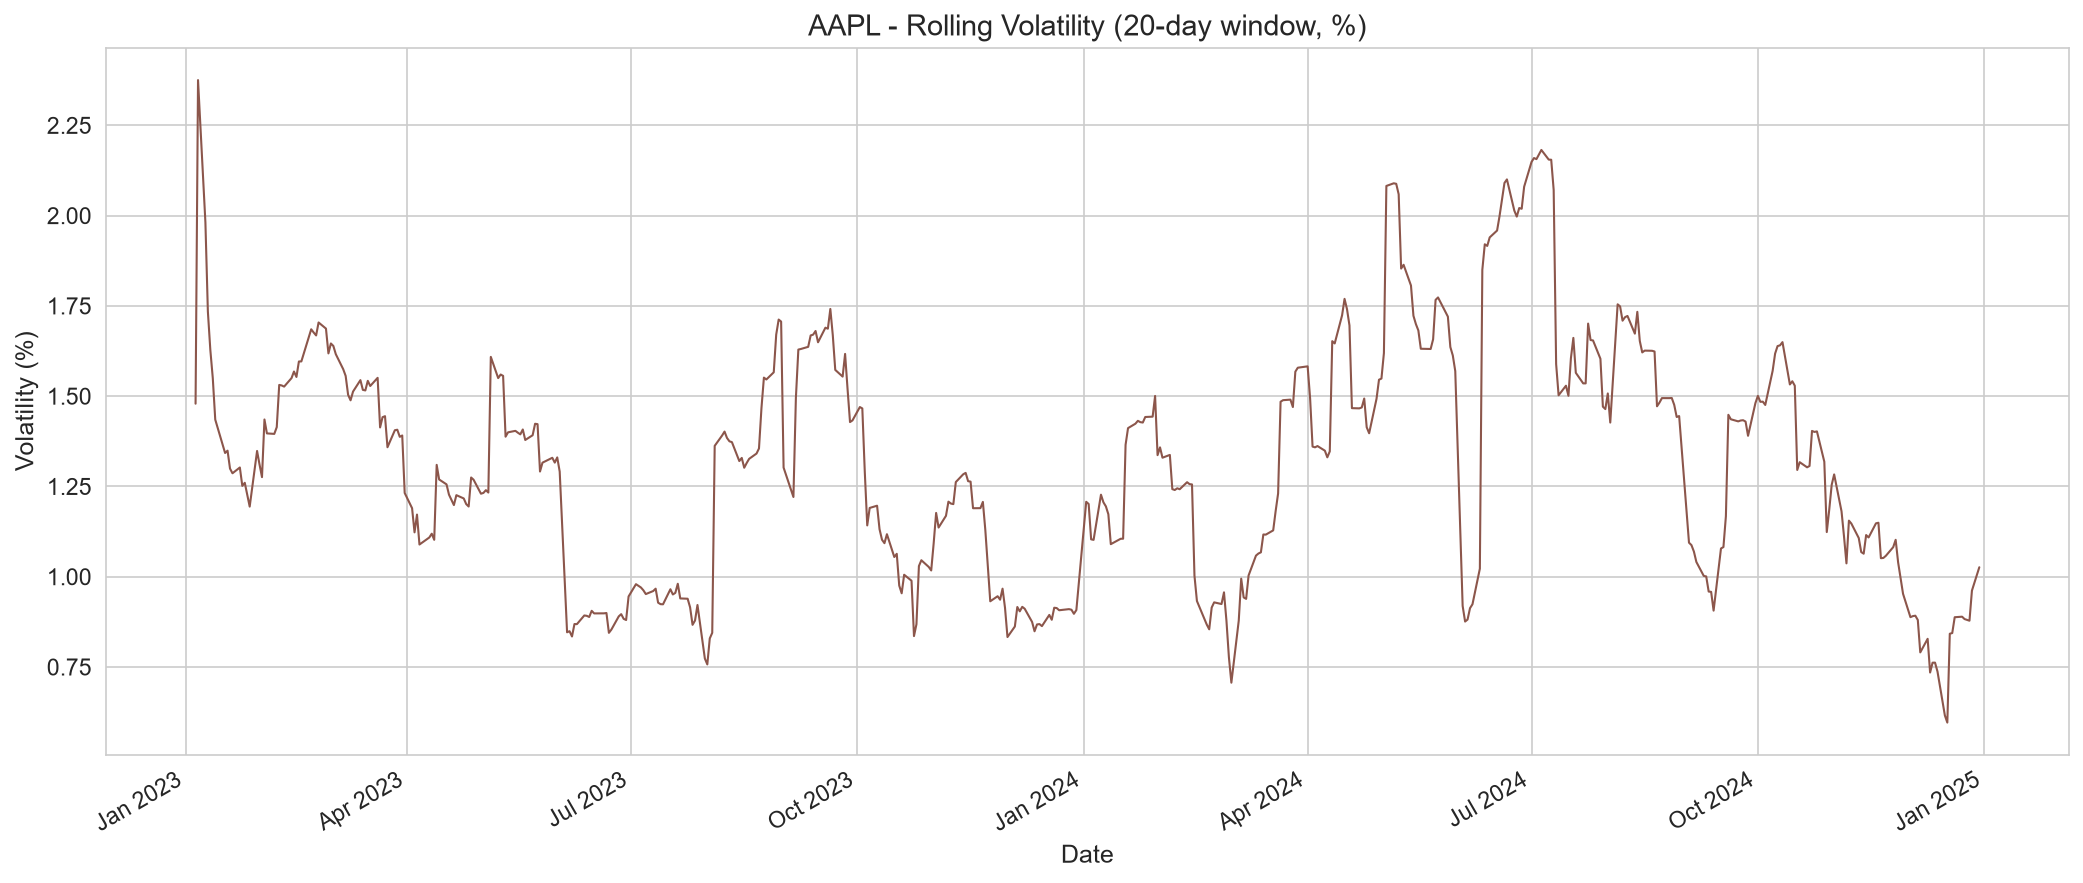 AAPL - Rolling Volatility (20-day window, %)
Volatility (%)
2.25
2.00
1.75
1.50
1.25
1.00
0.75
Jan 2023
Apr 2023
Jul 2023
Oct 2023
Jan 2024
Apr 2024
Jul 2024
Oct 2024
Jan 2025
Date